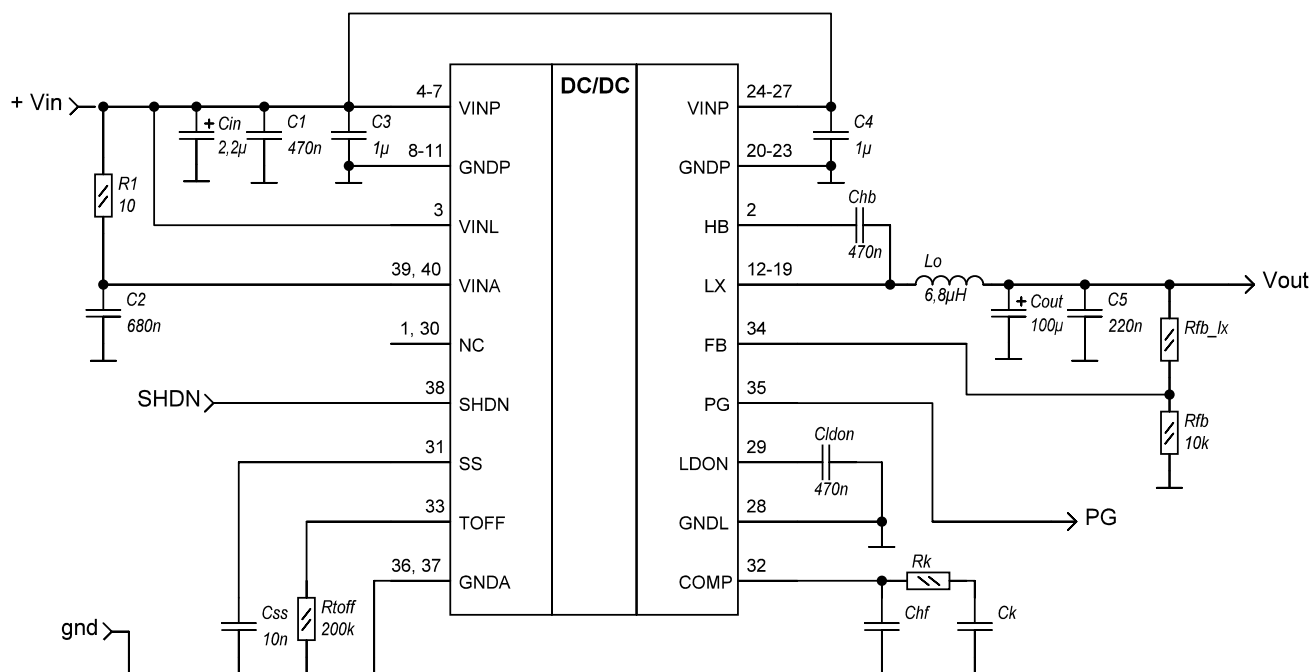 DC/DC
+ Vin
4-7
VINP
VINP
24-27
+ Cin
2,2µ
C1
470n
C3
1µ
C4
1µ
8-11
GNDP
GNDP
20-23
R1
10
3
VINL
HB
2
Chb
470n
39, 40
VINA
LX
12-19
Lo
6,8µH
Vout
C2
680n
+ Cout
100µ
C5
220n
Rfb_lx
1, 30
NC
FB
34
SHDN
38
SHDN
PG
35
Rfb
10k
31
SS
LDON
29
Cldon
470n
33
TOFF
GNDL
28
PG
36, 37
GNDA
COMP
32
Rk
Css
10n
Rtoff
200k
Chf
Ck
gnd